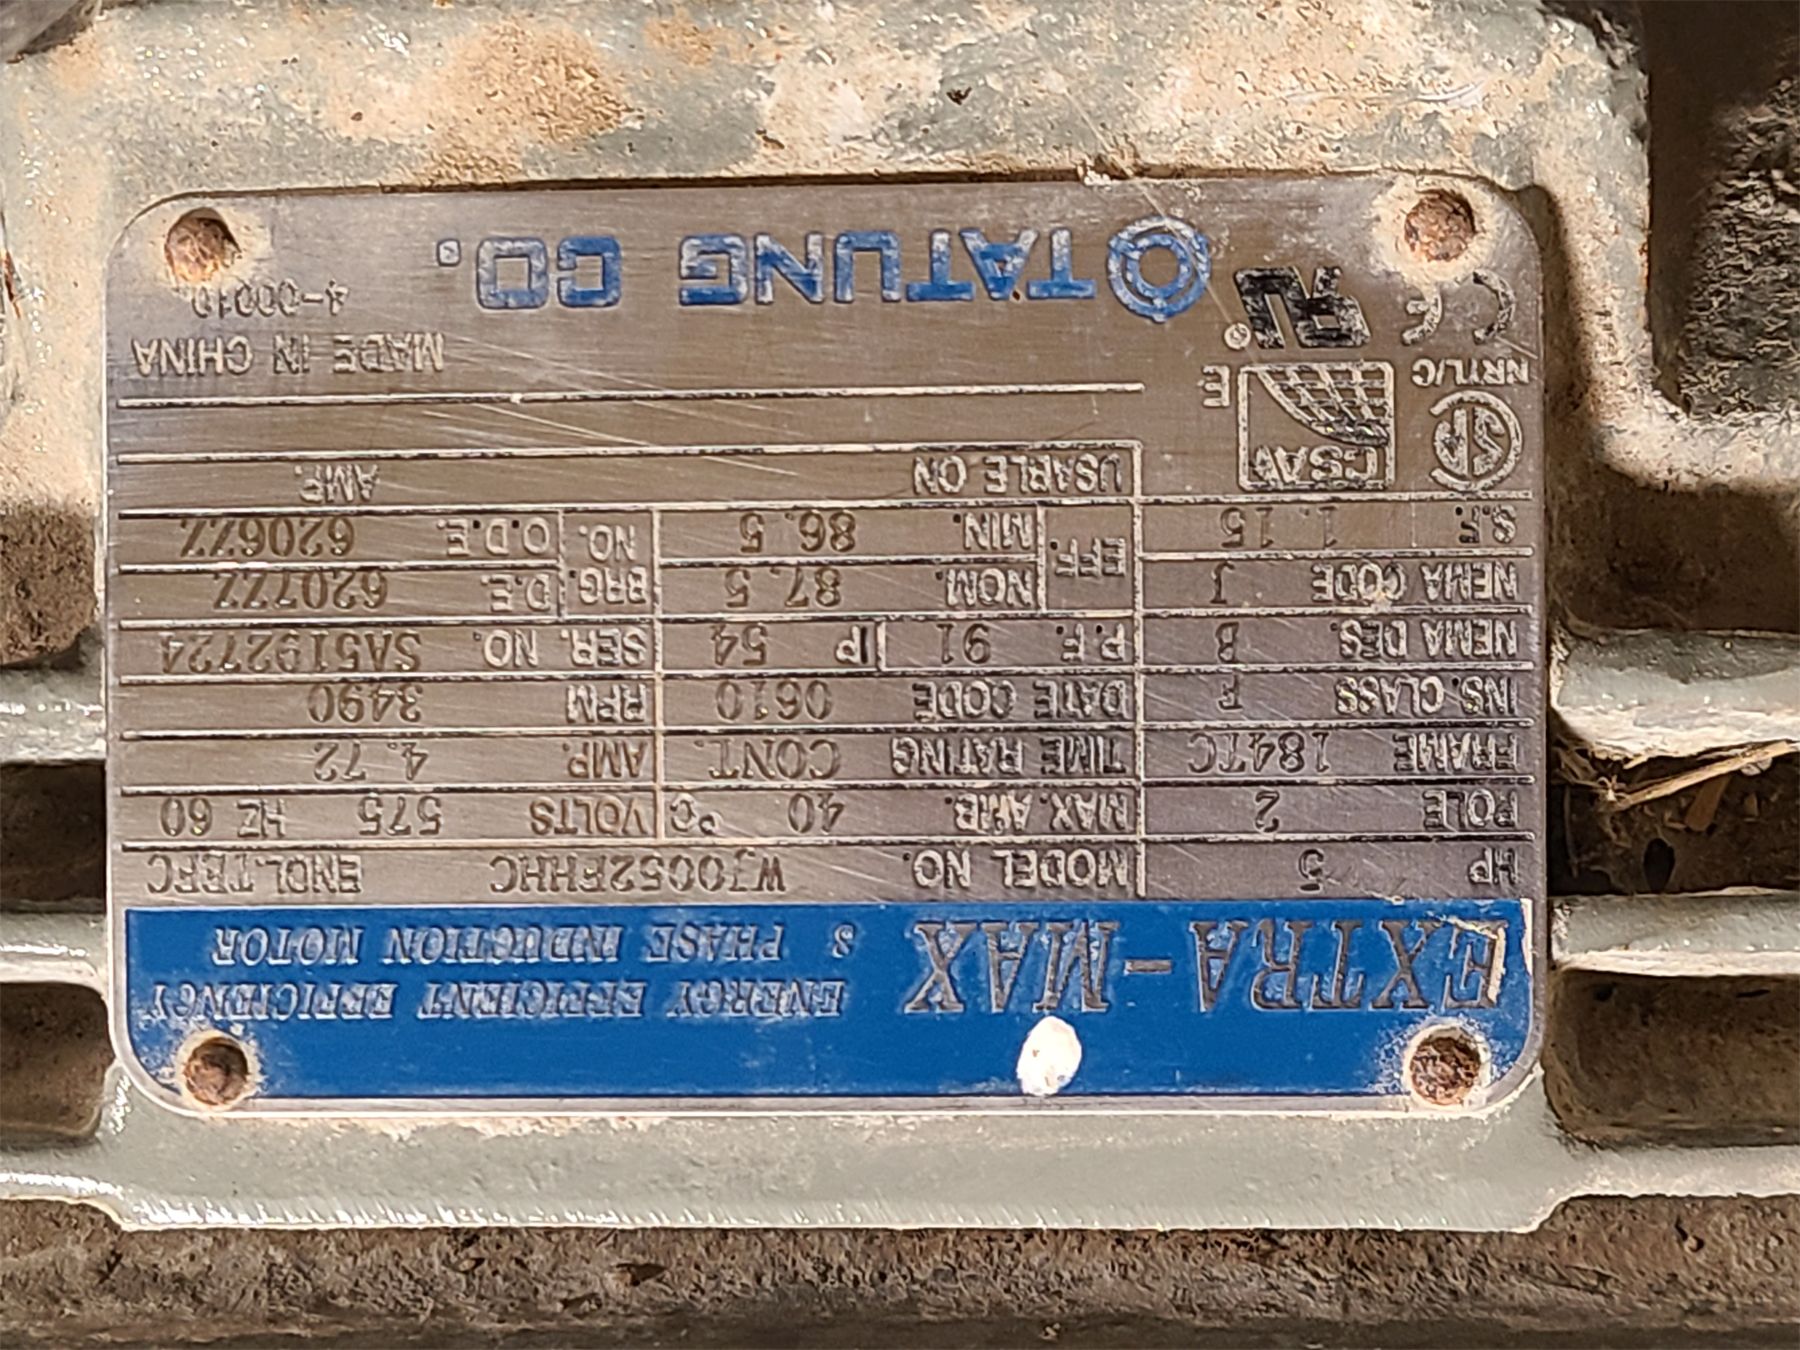 EXTRA-MAX ENERGY EFFICIENT EFFICIENCY
3 PHASE INDUCTION MOTOR
HP 5 MODEL NO. WJ0052FHHC ENCL.TEFC
POLE 2 MAX. AMB. 40 °C VOLTS 575 HZ 60
FRAME 184TC TIME RATING CONT. AMP. 4.72
INS. CLASS F DATE CODE 0610 RPM 3490
NEMA DES. B P.F. 91 IP 54 SER. NO. SA5192724
NEMA CODE J EFF. NOM. 87.5 BRG. NO. D.E. 6207ZZ
S.F. 1.15 MIN. 86.5 O.D.E. 6206ZZ
USABLE ON AMP.
NRTL/C E
MADE IN CHINA
4-00010
TATUNG CO.